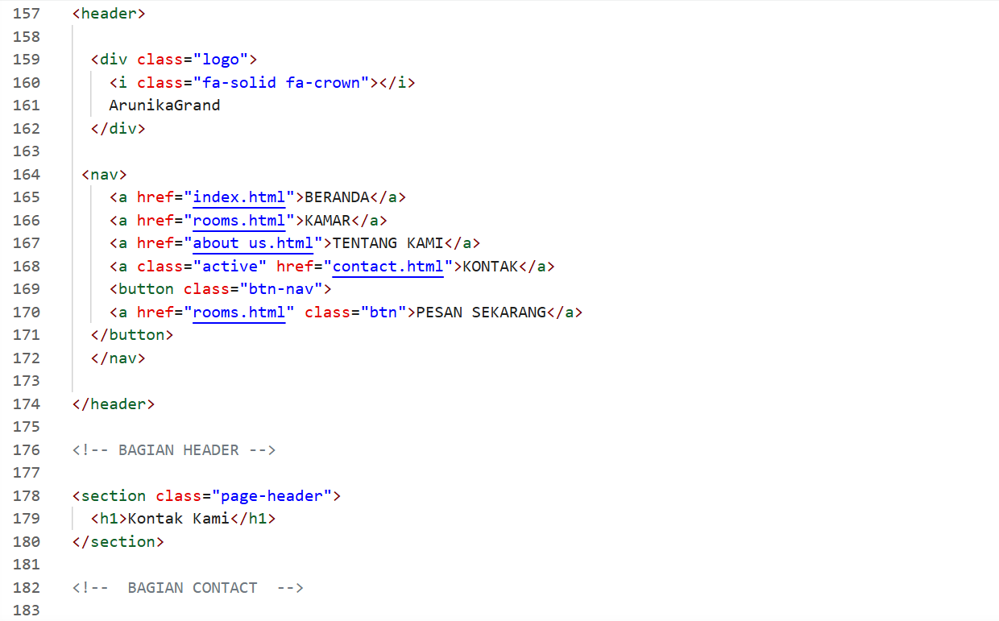 157 <header>
158
159 <div class="logo">
160 <i class="fa-solid fa-crown"></i>
161 ArunikaGrand
162 </div>
163
164 <nav>
165 <a href="index.html">BERANDA</a>
166 <a href="rooms.html">KAMAR</a>
167 <a href="about us.html">TENTANG KAMI</a>
168 <a class="active" href="contact.html">KONTAK</a>
169 <button class="btn-nav">
170 <a href="rooms.html" class="btn">PESAN SEKARANG</a>
171 </button>
172 </nav>
173
174 </header>
175
176 <!-- BAGIAN HEADER -->
177
178 <section class="page-header">
179 <h1>Kontak Kami</h1>
180 </section>
181
182 <!--  BAGIAN CONTACT  -->
183